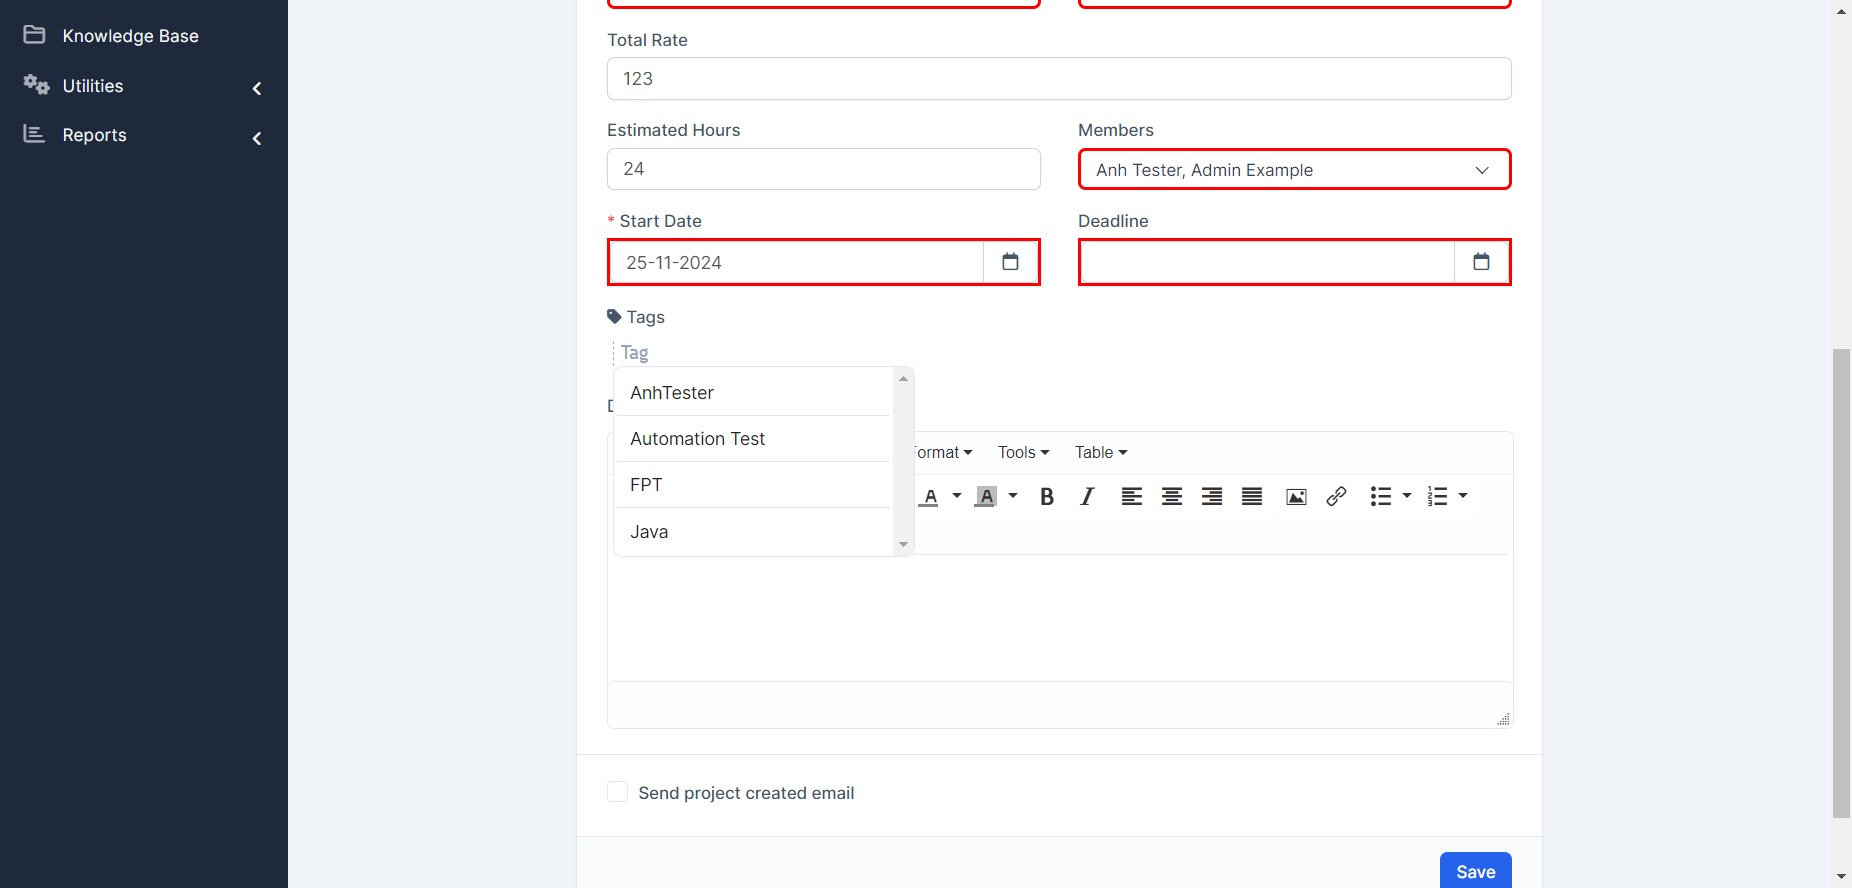 Knowledge Base
Utilities
Reports
Total Rate
123
Estimated Hours
Members
24
Anh Tester, Admin Example
* Start Date
Deadline
25-11-2024
Tags
Tag
AnhTester
Automation Test
FPT
Java
Format
Tools
Table
A
A
B
I
Send project created email
Save